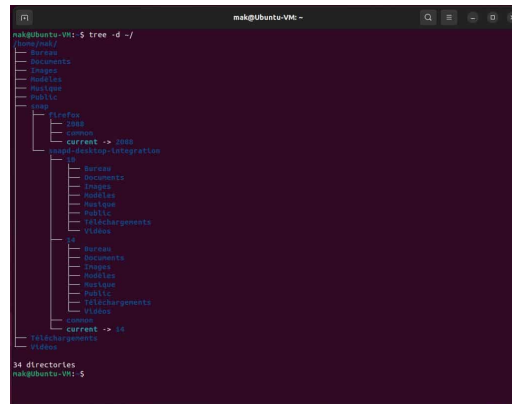 mak@Ubuntu-VM: ~
mak@Ubuntu-VM:~$ tree -d ~/
/home/mak/
├── Bureau
├── Documents
├── Images
├── Modèles
├── Musique
├── Public
├── snap
│   ├── firefox
│   │   ├── 2088
│   │   ├── common
│   │   └── current -> 2088
│   └── snapd-desktop-integration
│       ├── 10
│       │   ├── Bureau
│       │   ├── Documents
│       │   ├── Images
│       │   ├── Modèles
│       │   ├── Musique
│       │   ├── Public
│       │   ├── Téléchargements
│       │   └── Vidéos
│       ├── 14
│       │   ├── Bureau
│       │   ├── Documents
│       │   ├── Images
│       │   ├── Modèles
│       │   ├── Musique
│       │   ├── Public
│       │   ├── Téléchargements
│       │   └── Vidéos
│       ├── common
│       └── current -> 14
├── Téléchargements
└── Vidéos
34 directories
mak@Ubuntu-VM:~$